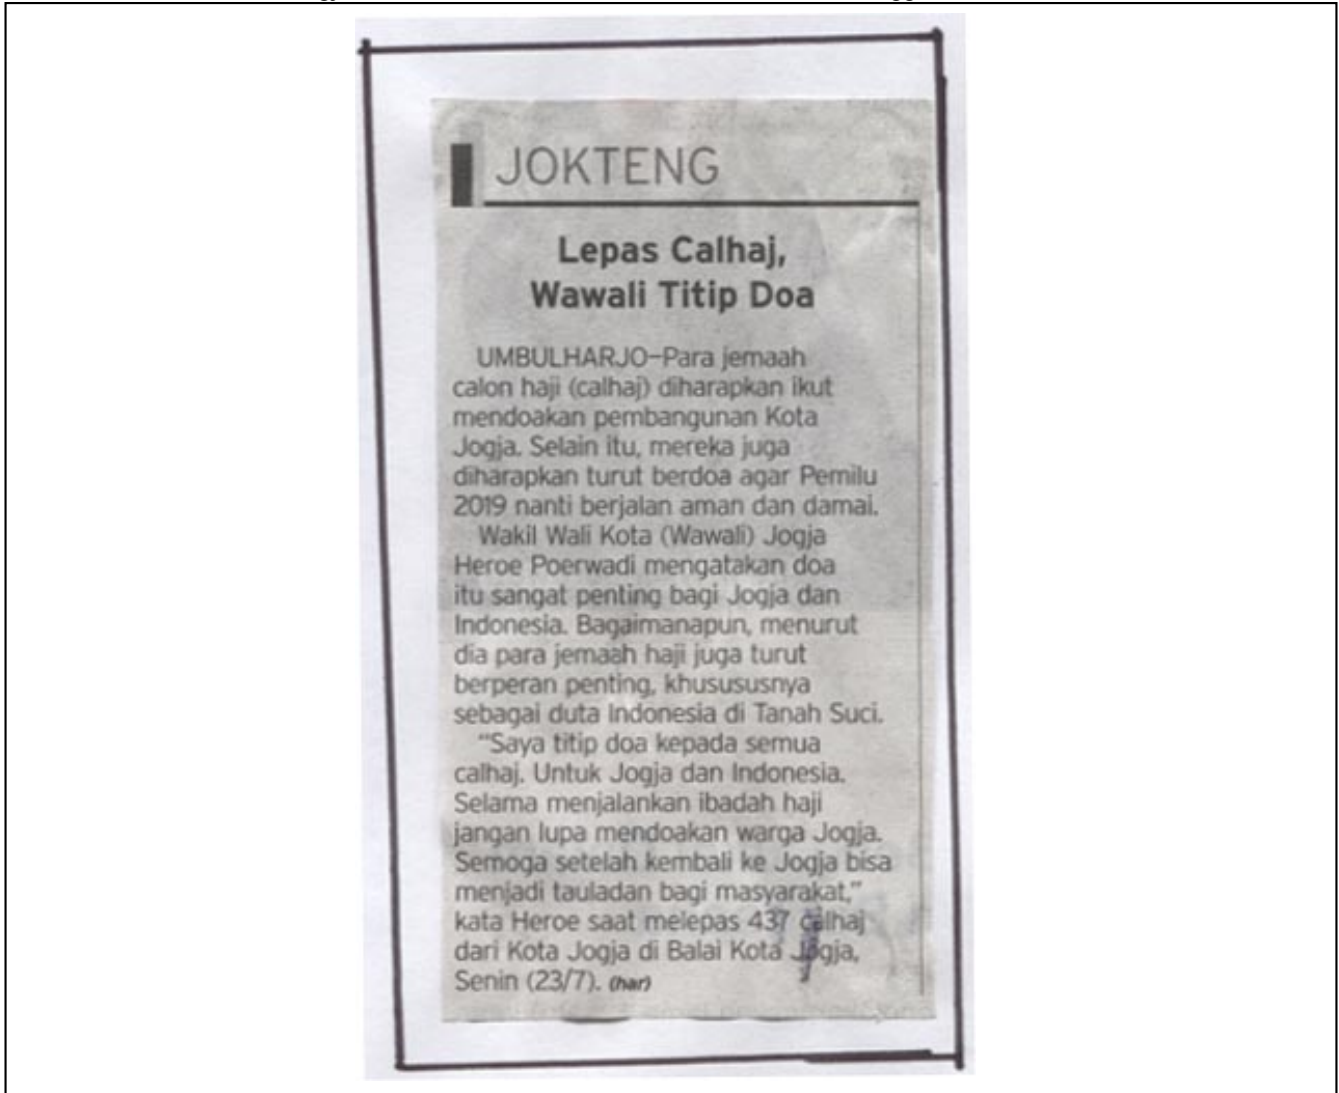 JOKTENG
Lepas Calhaj,
Wawali Titip Doa
UMBULHARJO–Para jemaah
calon haji (calhaj) diharapkan ikut
mendoakan pembangunan Kota
Jogja. Selain itu, mereka juga
diharapkan turut berdoa agar Pemilu
2019 nanti berjalan aman dan damai.
Wakil Wali Kota (Wawali) Jogja
Heroe Poerwadi mengatakan doa
itu sangat penting bagi Jogja dan
Indonesia. Bagaimanapun, menurut
dia para jemaah haji juga turut
berperan penting, khusususnya
sebagai duta Indonesia di Tanah Suci.
“Saya titip doa kepada semua
calhaj. Untuk Jogja dan Indonesia.
Selama menjalankan ibadah haji
jangan lupa mendoakan warga Jogja.
Semoga setelah kembali ke Jogja bisa
menjadi tauladan bagi masyarakat,”
kata Heroe saat melepas 437 calhaj
dari Kota Jogja di Balai Kota Jogja,
Senin (23/7). (har)